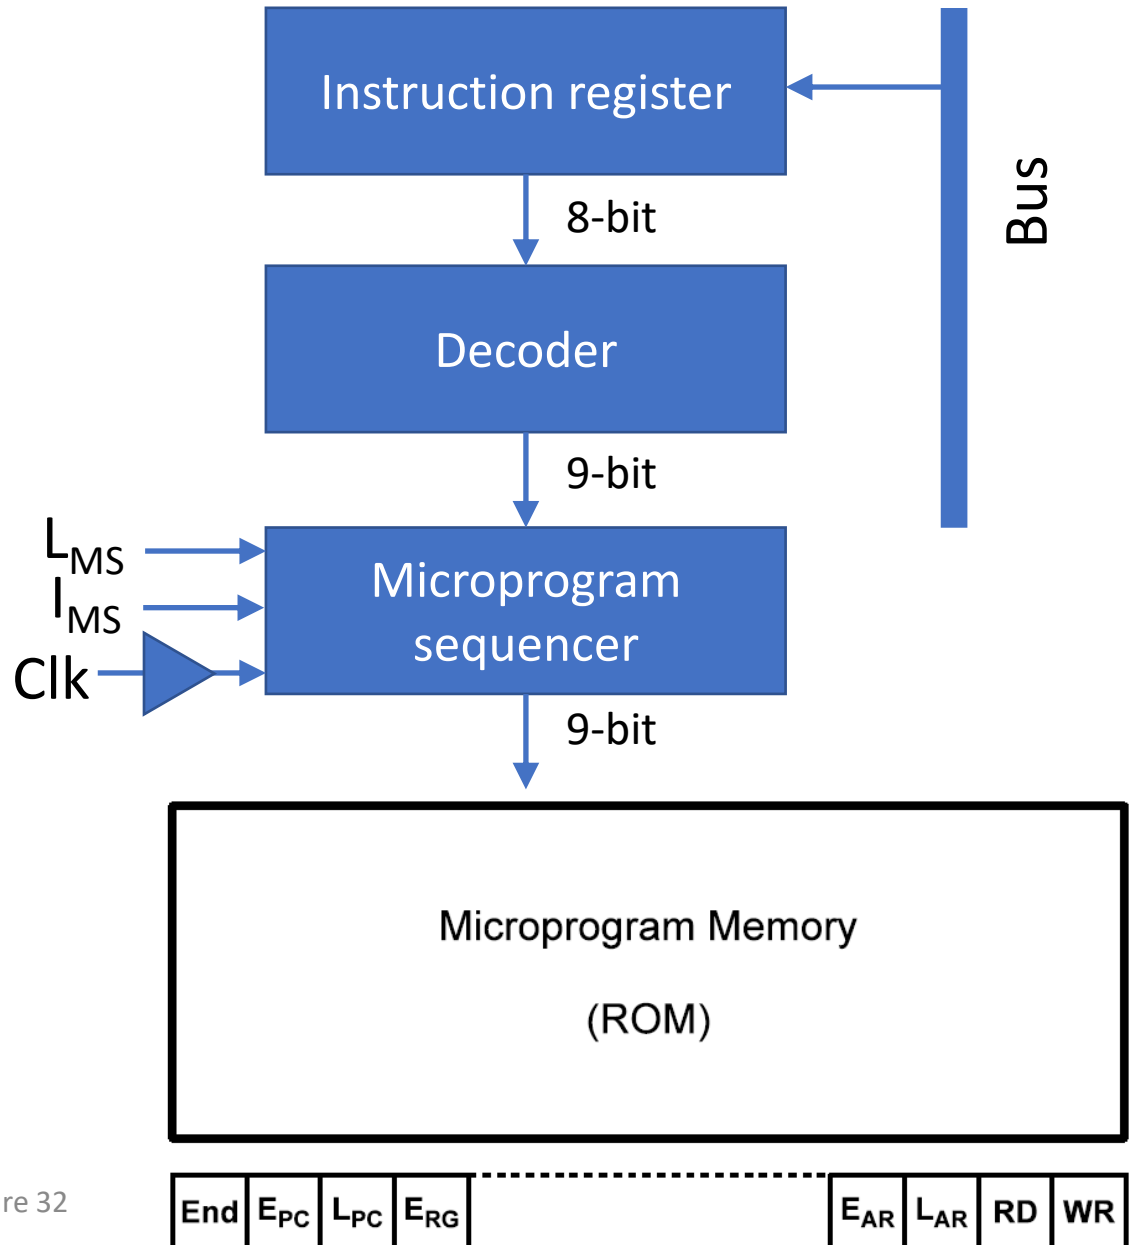 Instruction register
Bus
8-bit
Decoder
9-bit
L_MS
I_MS
Clk
Microprogram
sequencer
9-bit
Microprogram Memory
(ROM)
re 32
End E_PC L_PC E_RG E_AR L_AR RD WR